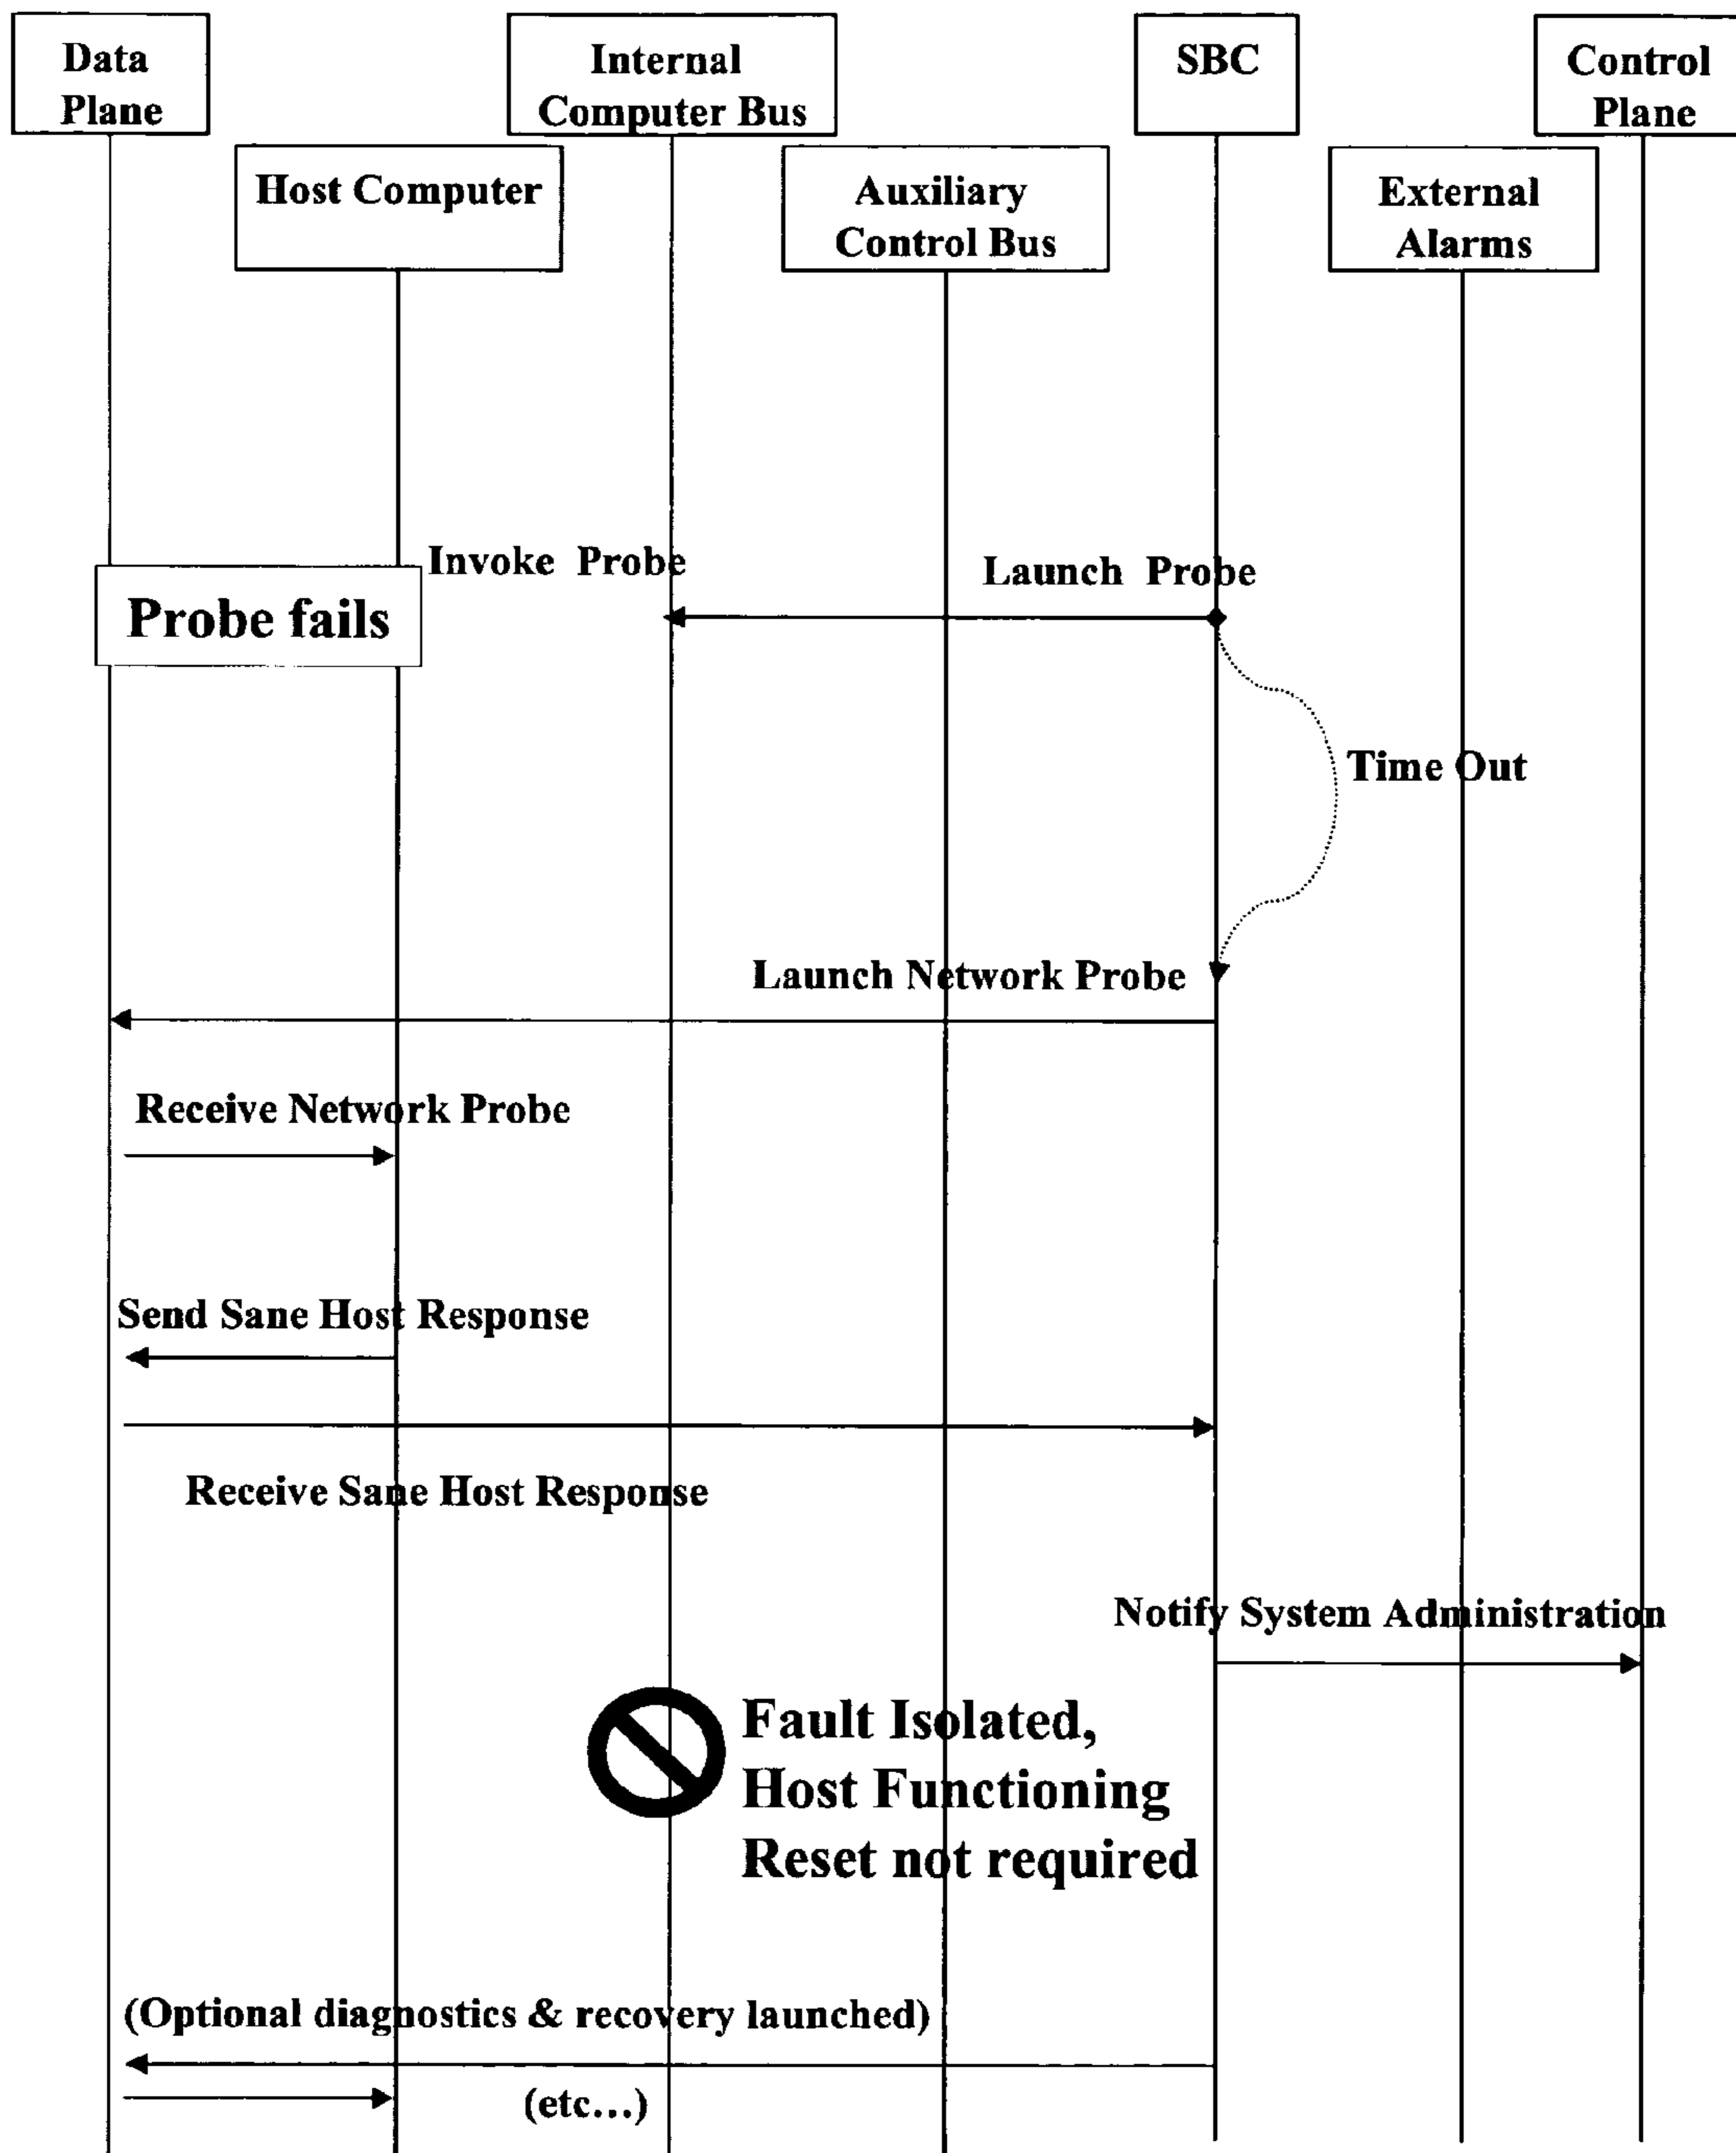 Data
Plane
Internal
Computer Bus
SBC
Control
Plane
Host Computer
Auxiliary
Control Bus
External
Alarms
Invoke Probe
Launch Probe
Probe fails
Time Out
Launch Network Probe
Receive Network Probe
Send Sane Host Response
Receive Sane Host Response
Notify System Administration
Fault Isolated,
Host Functioning
Reset not required
(Optional diagnostics & recovery launched)
(etc...)